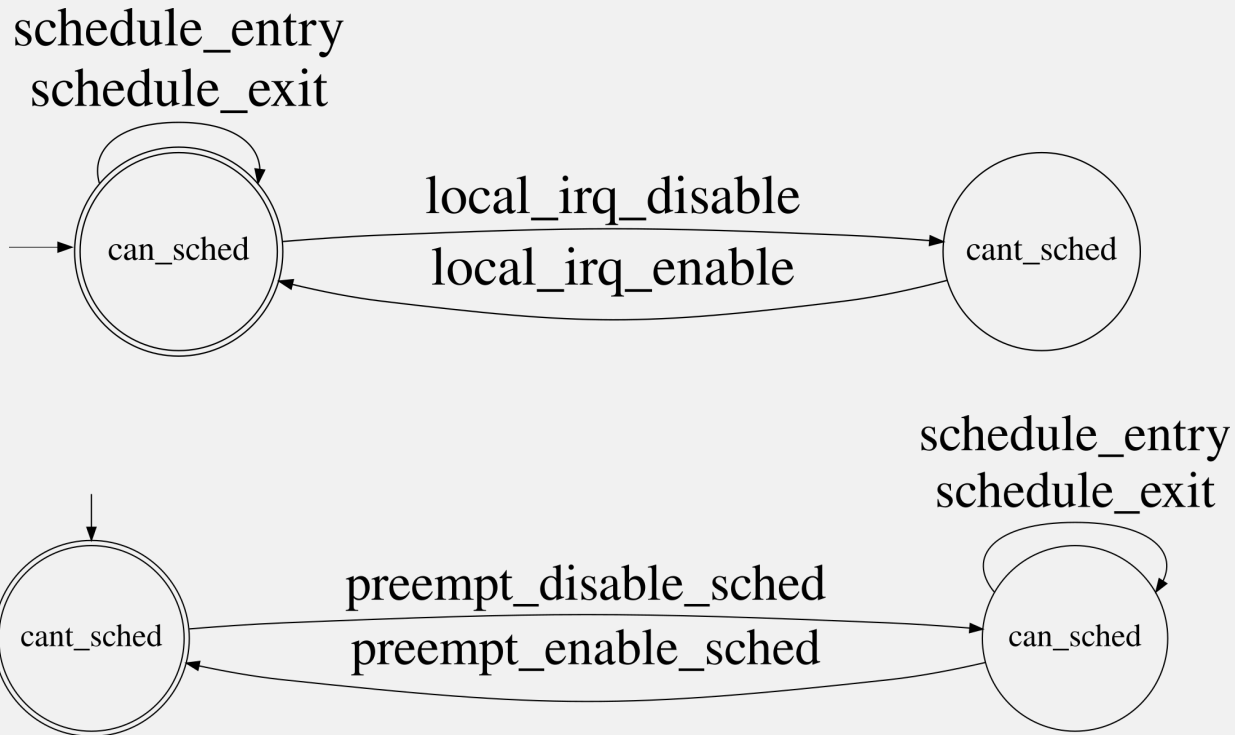 schedule_entry
schedule_exit
local_irq_disable
can_sched
cant_sched
local_irq_enable
schedule_entry
schedule_exit
preempt_disable_sched
cant_sched
can_sched
preempt_enable_sched